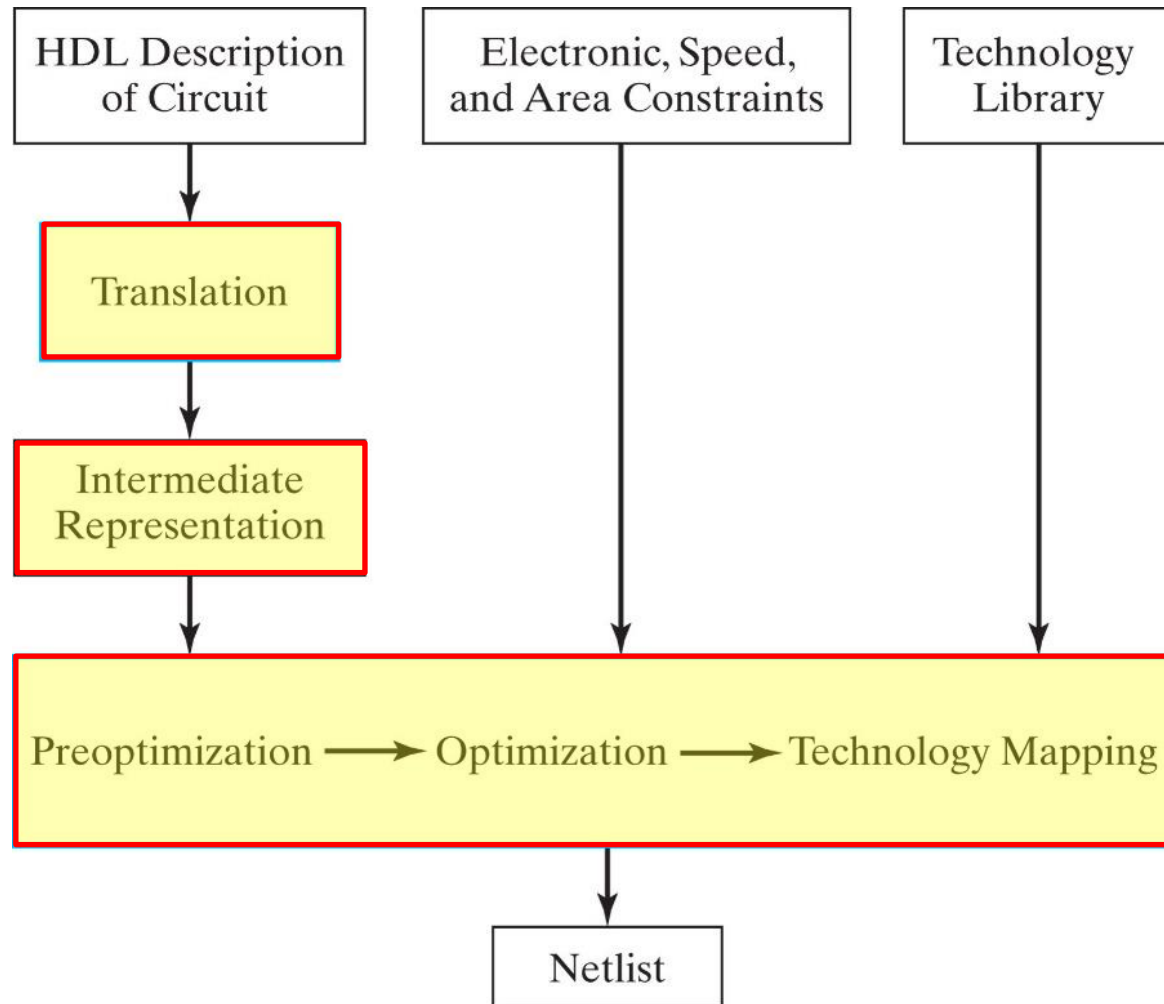 HDL Description
of Circuit
Electronic, Speed,
and Area Constraints
Technology
Library
Translation
Intermediate
Representation
Preoptimization
Optimization
Technology Mapping
Netlist